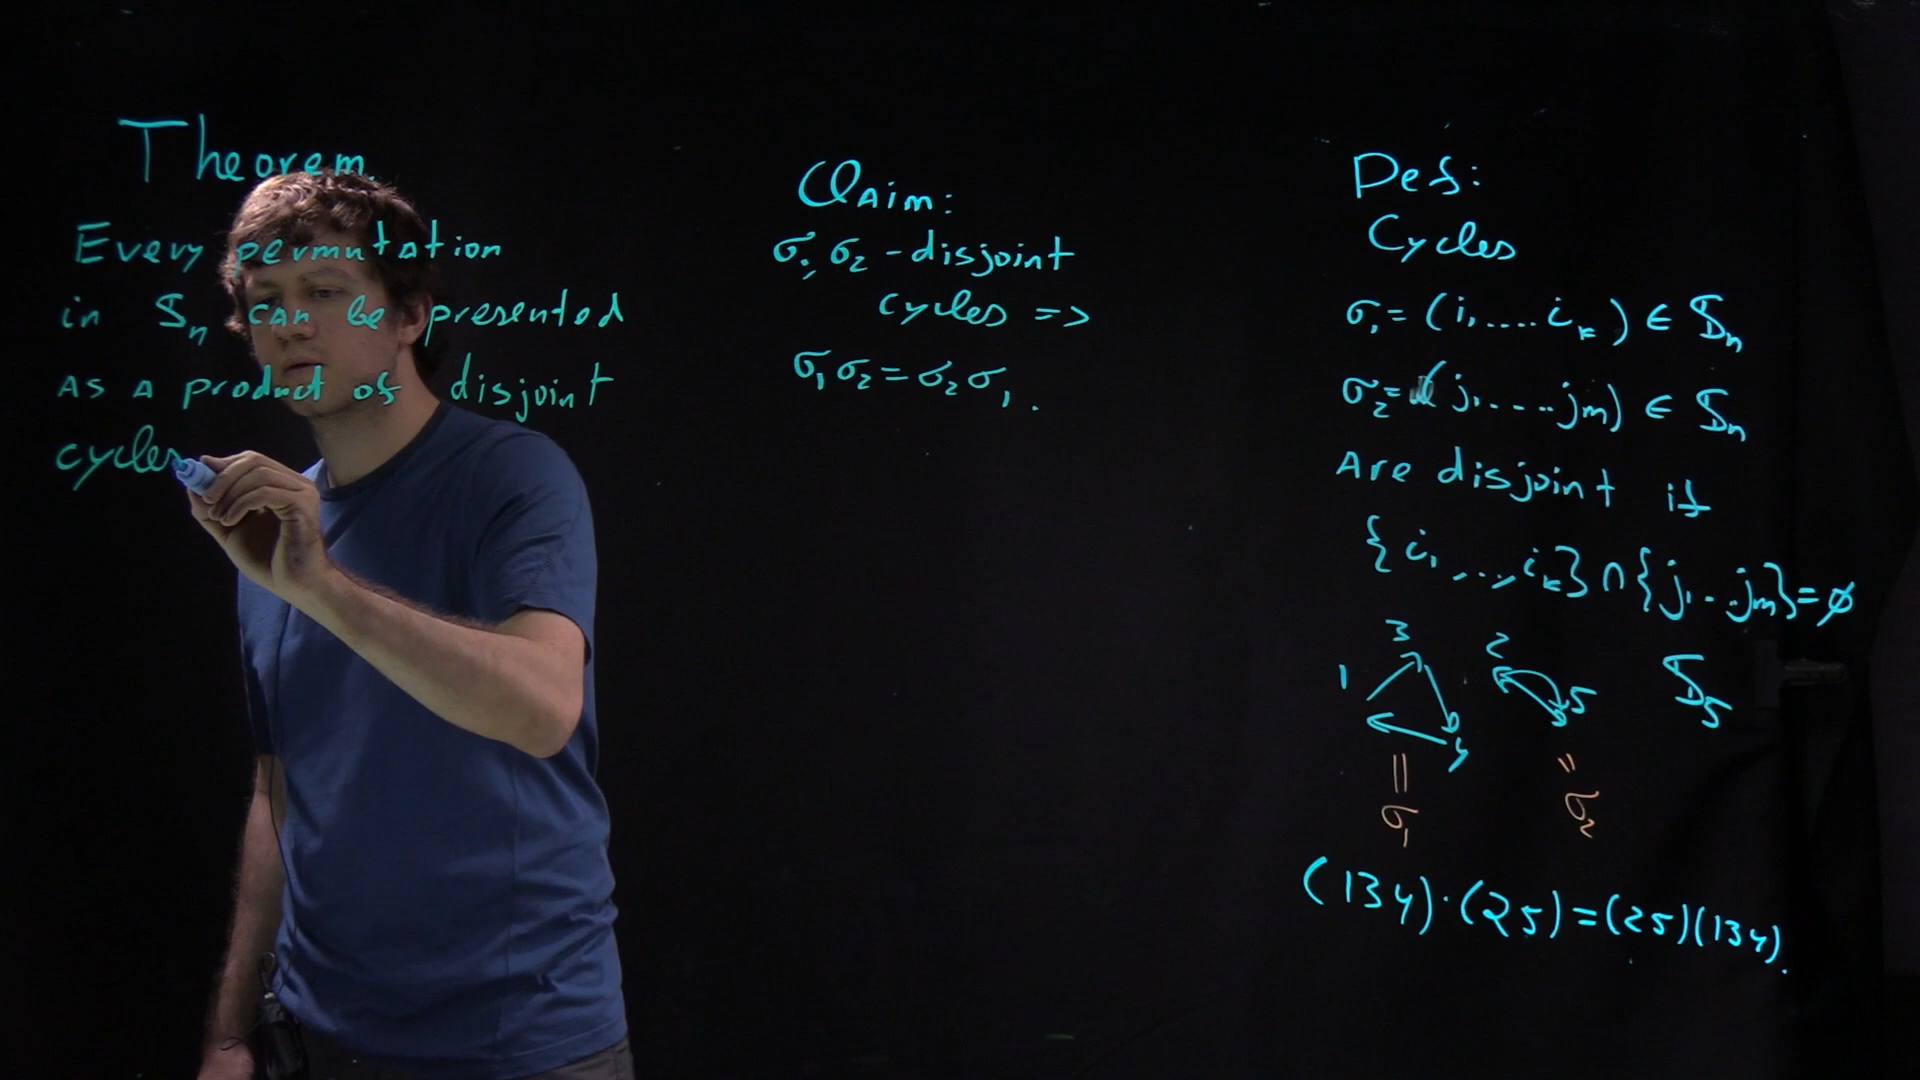 Theorem.
Every permutation
in Sₙ can be presented
as a product of disjoint
cycles
Claim:
σ₁, σ₂ - disjoint
cycles =>
σ₁σ₂ = σ₂σ₁.
Def:
Cycles
σ₁ = (i₁....iₖ) ∈ Sₙ
σ₂ = (j₁....jₘ) ∈ Sₙ
Are disjoint if
{i₁,..,iₖ} ∩ {j₁..jₘ} = ∅
3 2
1 5 S₅
4
= =
σ₁ σ₂
(134)·(25)=(25)(134).